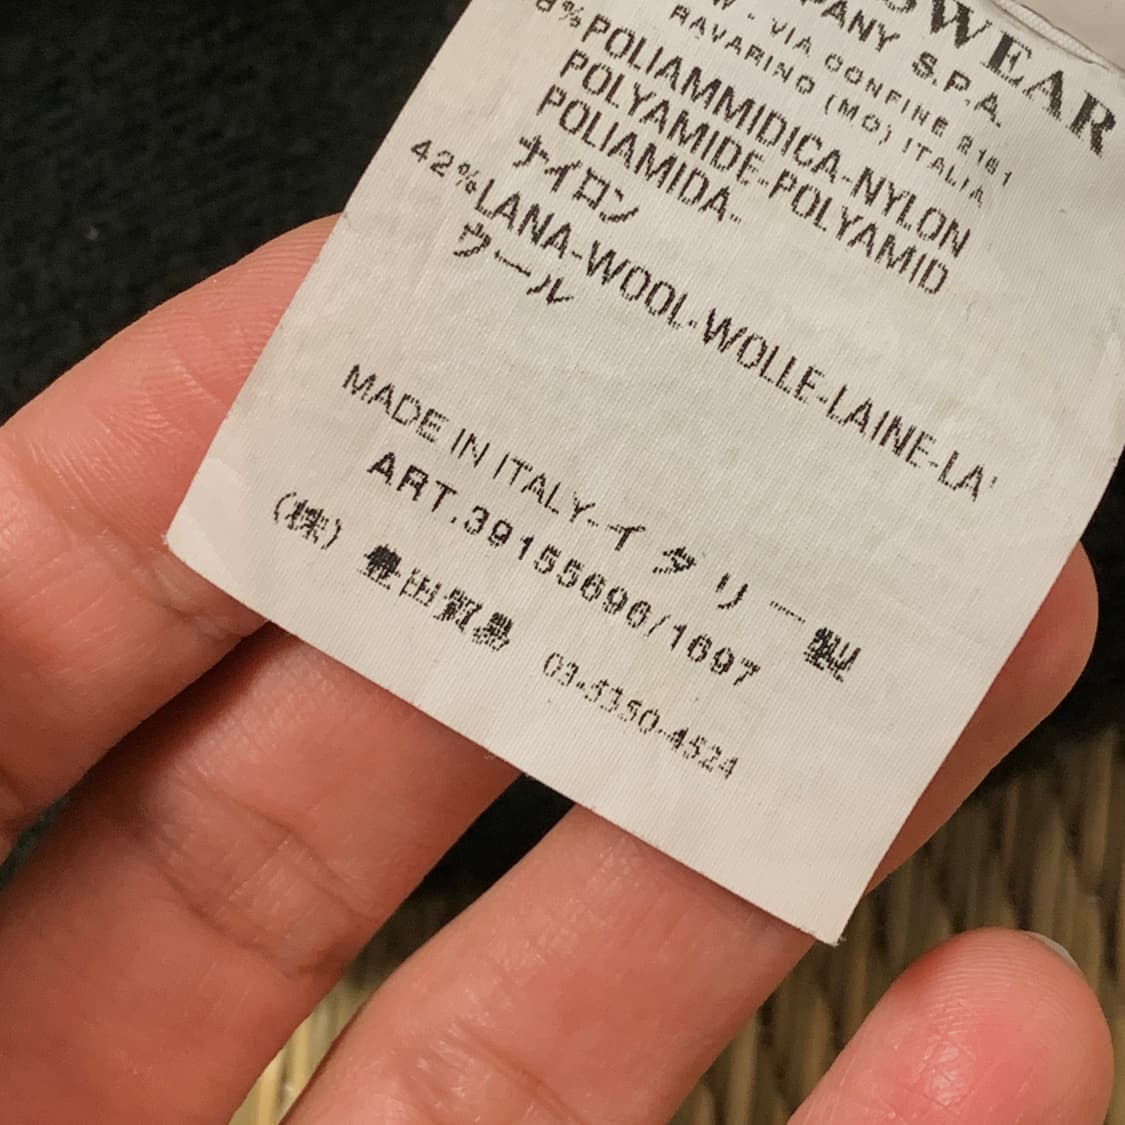 OWEAR
PANY S.P.A.
W - VIA CONFINE 2161
RAVARINO (MO) ITALIA
8%POLIAMMIDICA-NYLON
POLYAMIDE-POLYAMID
POLIAMIDA-
ナイロン
42%LANA-WOOL-WOLLE-LAINE-LA'
ウール
MADE IN ITALY-イタリー製
ART.39155696/1697
(株) 豊田貿易 03-5350-4524